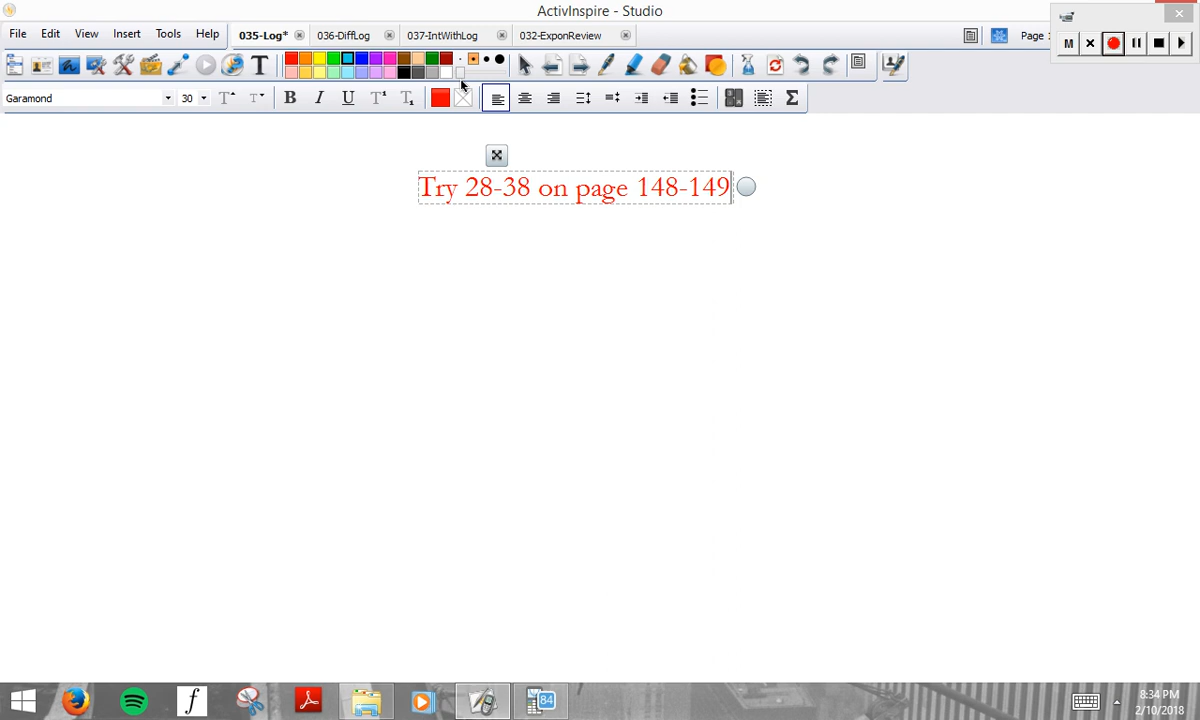 ActivInspire - Studio
File Edit View Insert Tools Help
035-Log* 036-DiffLog 037-IntWithLog 032-ExponReview
Page
M
T
Garamond 30 B I U Σ
Try 28-38 on page 148-149
84
8:34 PM
2/10/2018